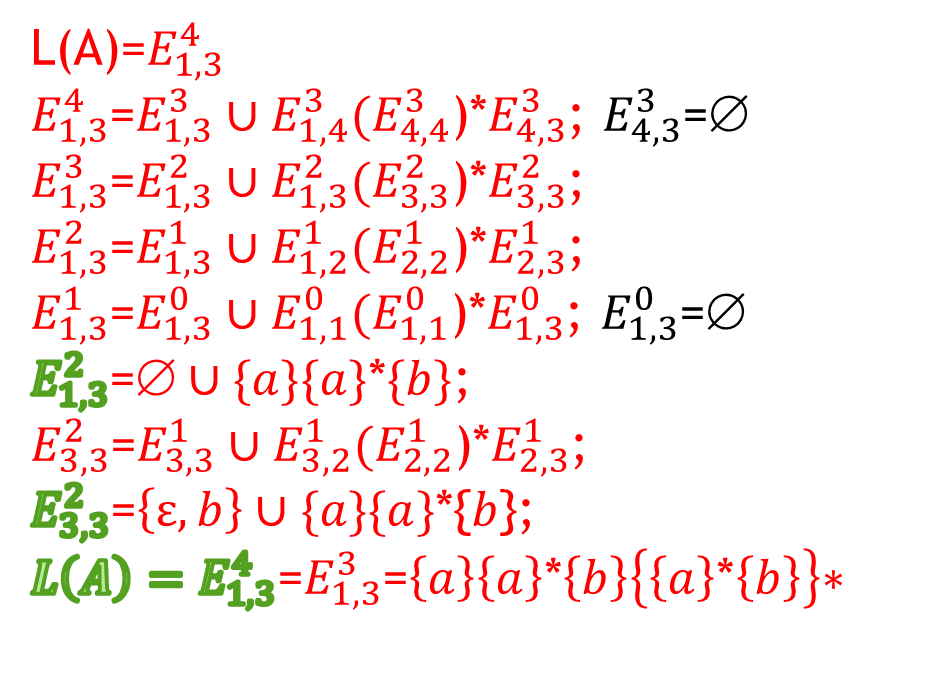 L(A)=E^4_{1,3}
E^4_{1,3}=E^3_{1,3} ∪ E^3_{1,4}(E^3_{4,4})*E^3_{4,3}; E^3_{4,3}=∅
E^3_{1,3}=E^2_{1,3} ∪ E^2_{1,3}(E^2_{3,3})*E^2_{3,3};
E^2_{1,3}=E^1_{1,3} ∪ E^1_{1,2}(E^1_{2,2})*E^1_{2,3};
E^1_{1,3}=E^0_{1,3} ∪ E^0_{1,1}(E^0_{1,1})*E^0_{1,3}; E^0_{1,3}=∅
E^2_{1,3}=∅ ∪ {a}{a}*{b};
E^2_{3,3}=E^1_{3,3} ∪ E^1_{3,2}(E^1_{2,2})*E^1_{2,3};
E^2_{3,3}={ε, b} ∪ {a}{a}*{b};
L(A) = E^4_{1,3}=E^3_{1,3}={a}{a}*{b}{{a}*{b}}*